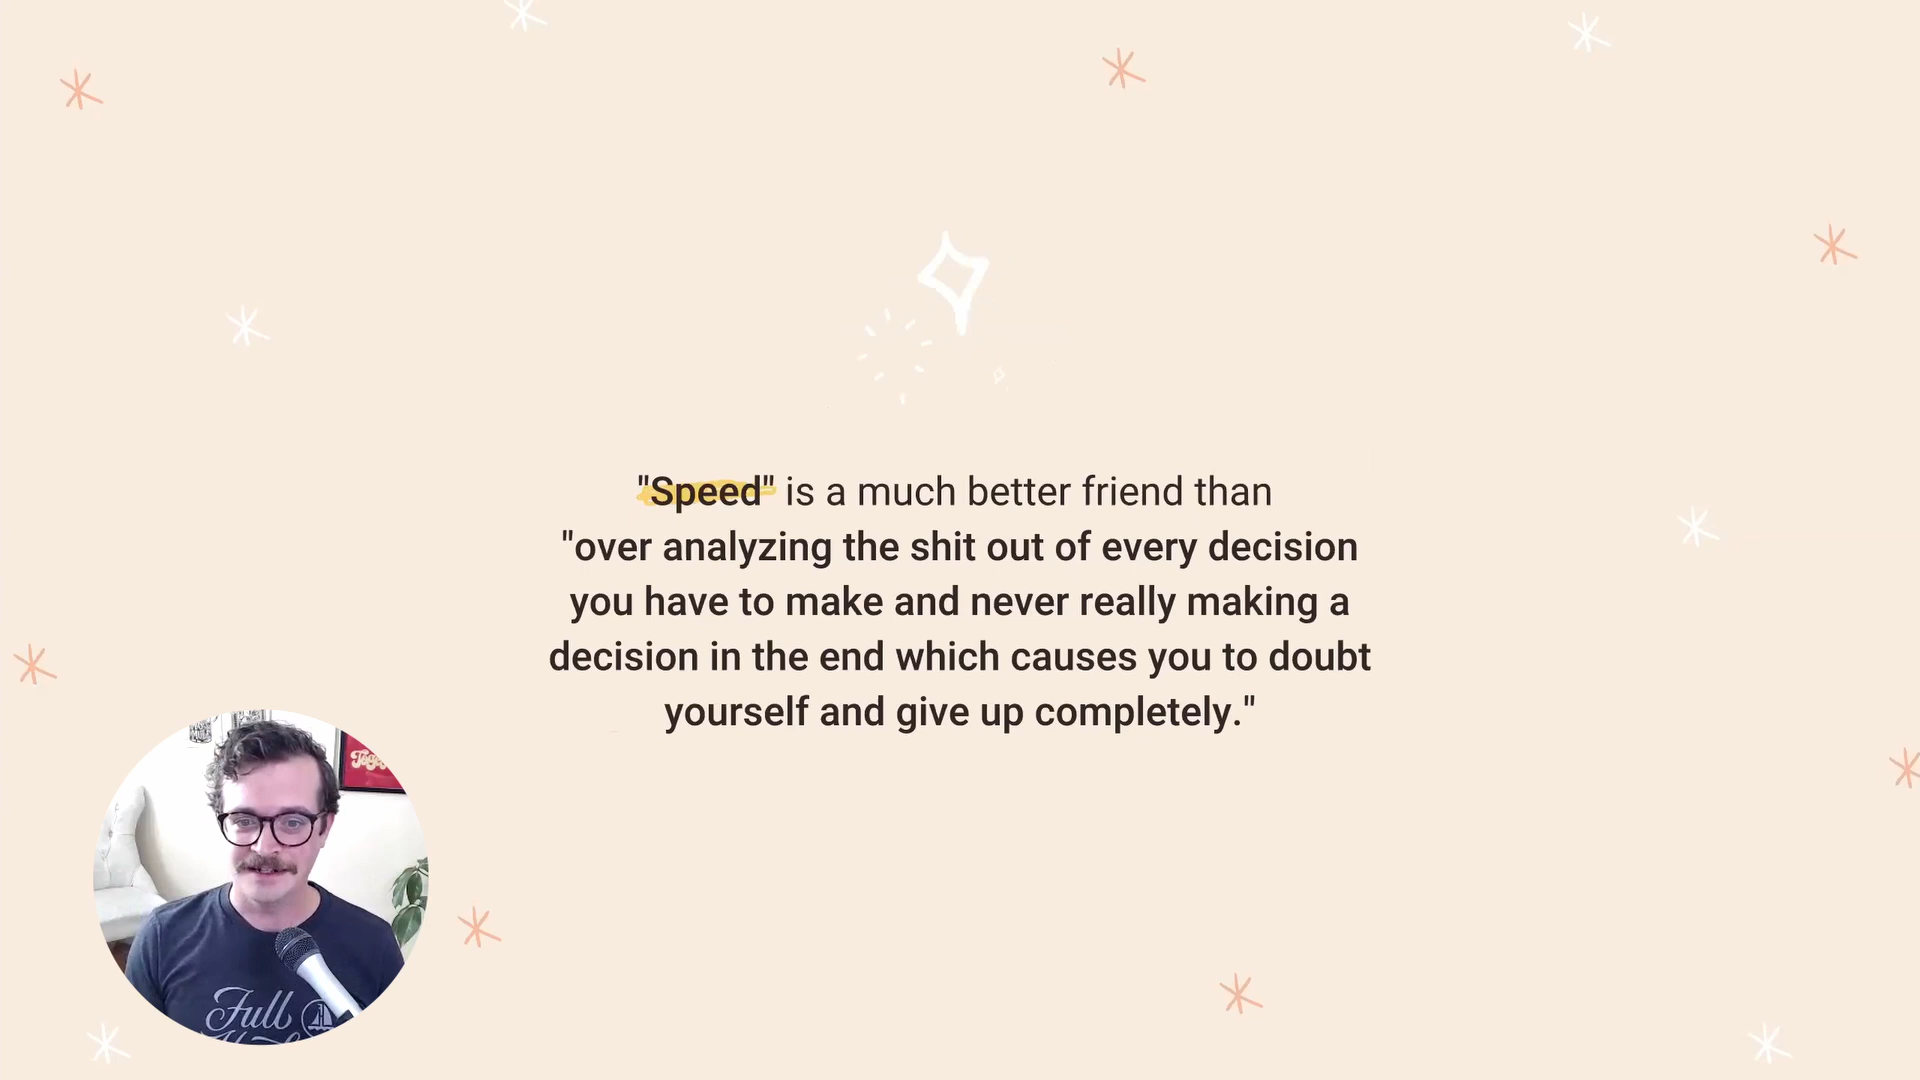 "Speed" is a much better friend than
"over analyzing the shit out of every decision
you have to make and never really making a
decision in the end which causes you to doubt
yourself and give up completely."
Full